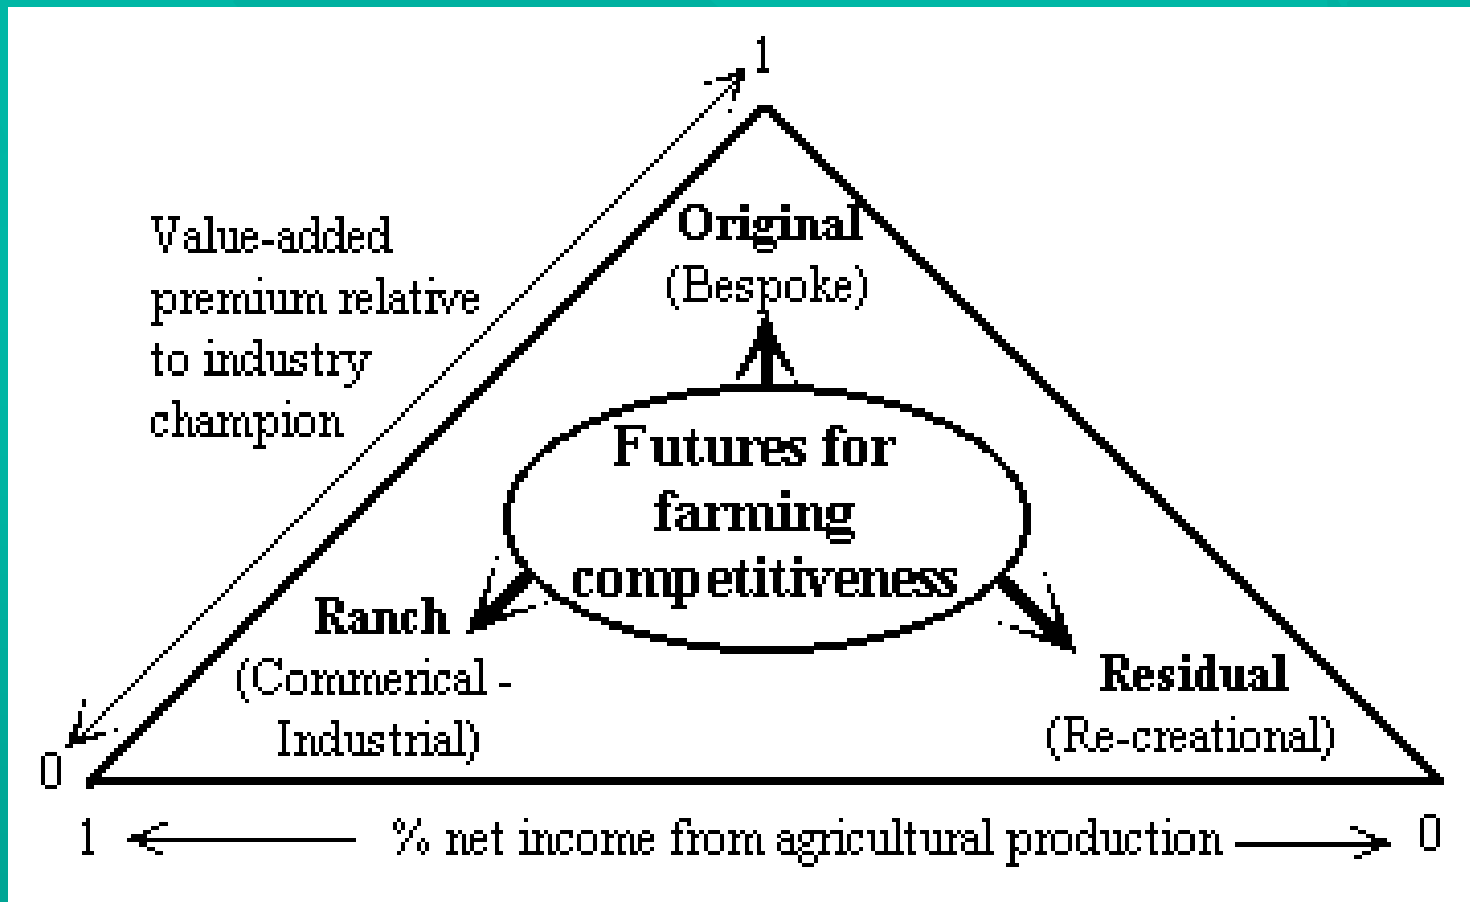 1
Original
(Bespoke)
Value-added
premium relative
to industry
champion
Futures for
farming
competitiveness
Ranch
(Commerical -
Industrial)
Residual
(Re-creational)
0
1 % net income from agricultural production 0